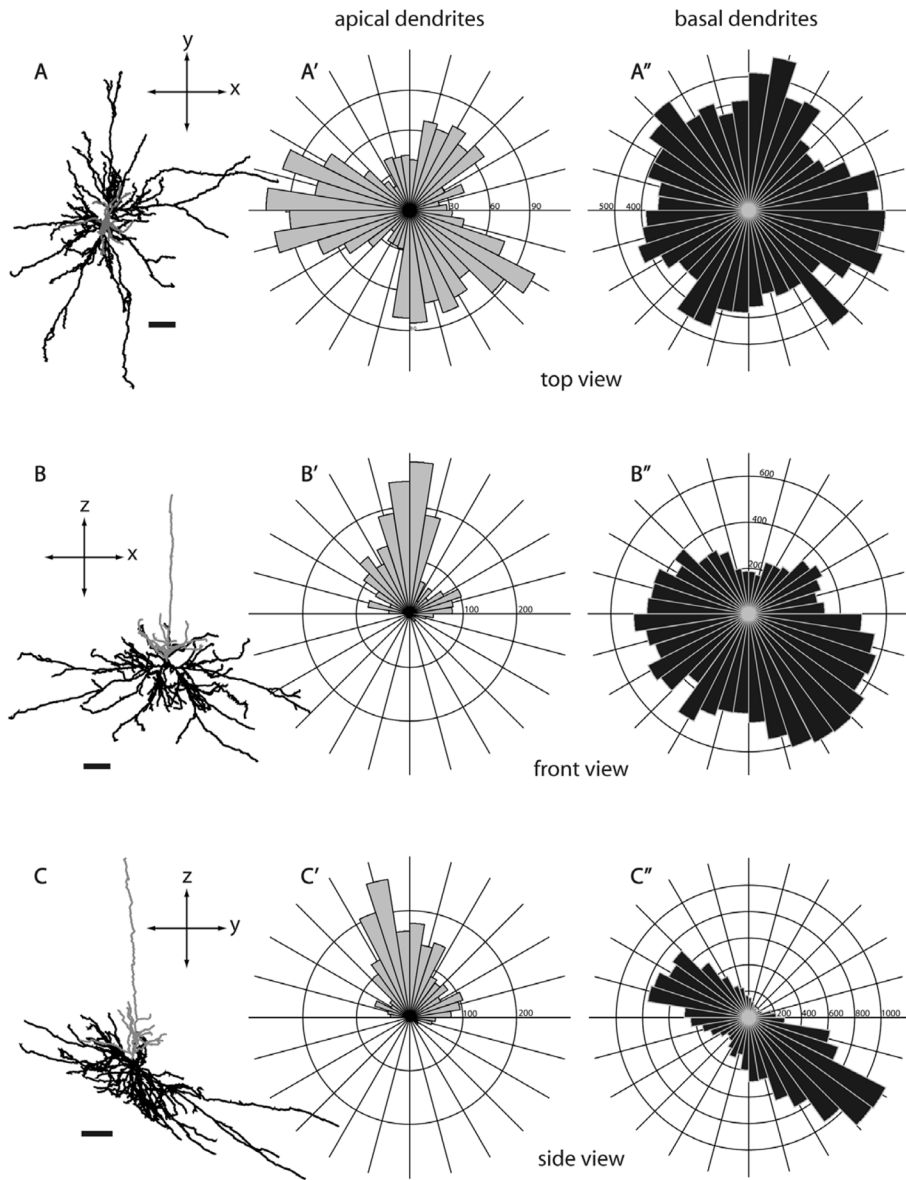 apical dendrites
basal dendrites
A
y
x
A'
30
60
90
A"
500
400
top view
B
z
x
B'
100
200
B"
600
400
200
front view
C
z
y
C'
100
200
C"
200
400
600
800
1000
side view